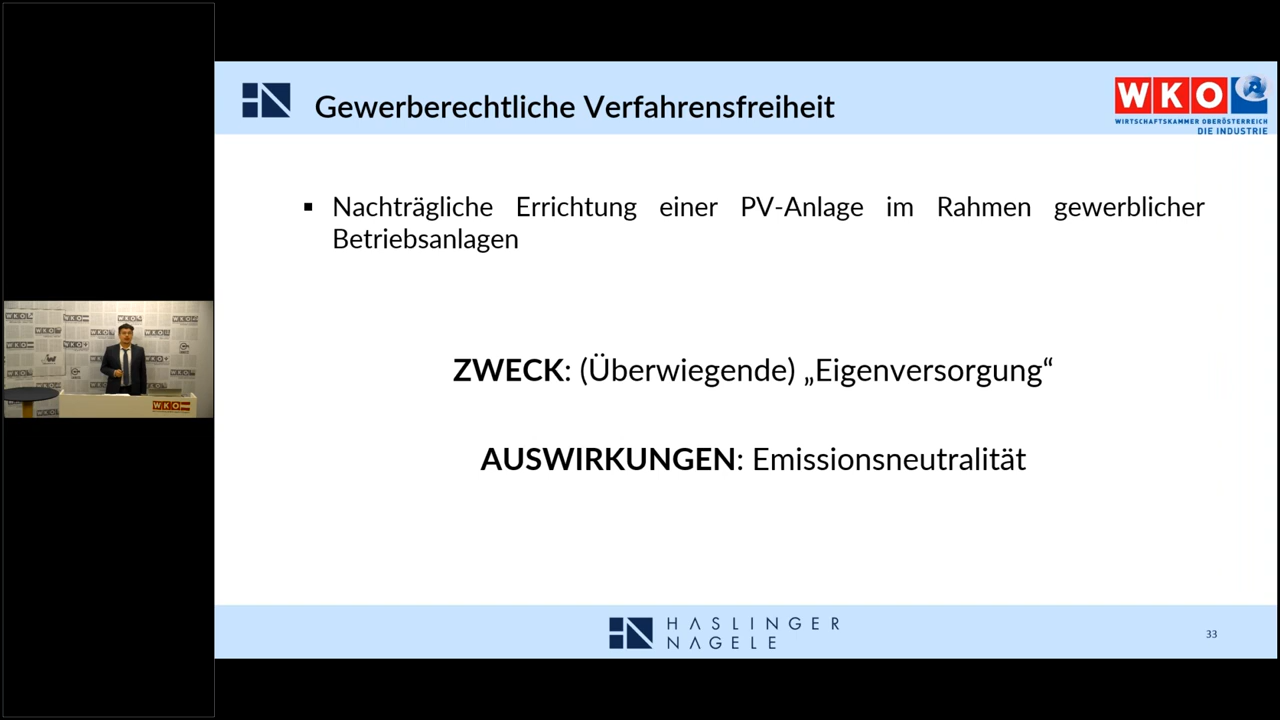 Gewerberechtliche Verfahrensfreiheit
WKO
WIRTSCHAFTSKAMMER OBERÖSTERREICH
DIE INDUSTRIE
▪ Nachträgliche Errichtung einer PV-Anlage im Rahmen gewerblicher
Betriebsanlagen
ZWECK: (Überwiegende) „Eigenversorgung“
AUSWIRKUNGEN: Emissionsneutralität
HASLINGER
NAGELE
33
WKO